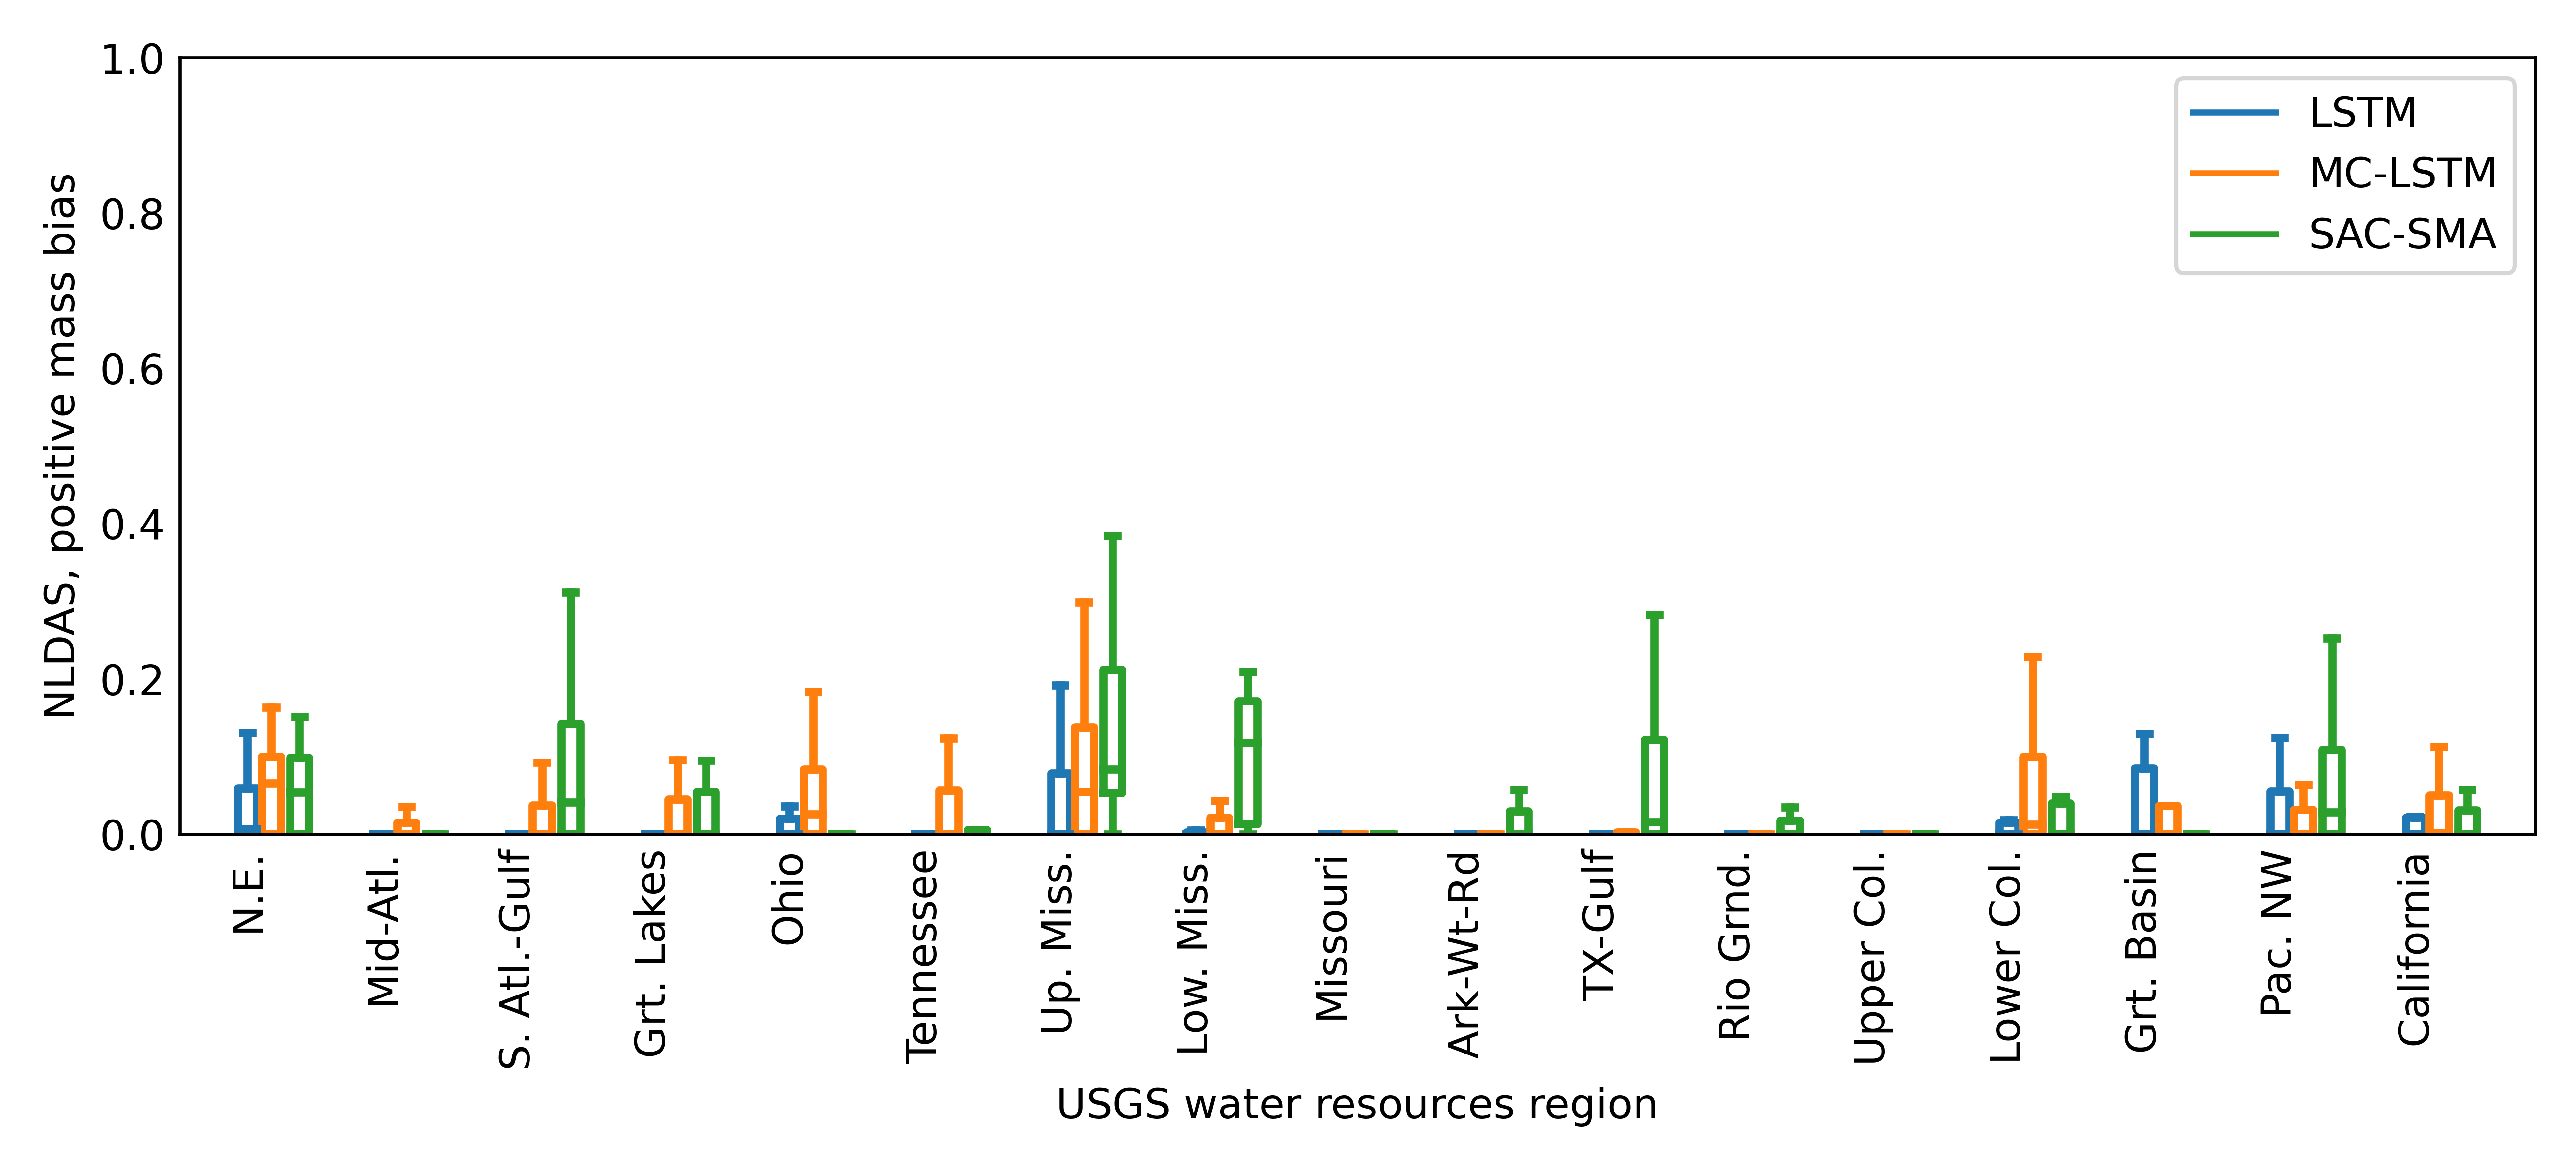 NLDAS, positive mass bias
1.0
0.8
0.6
0.4
0.2
0.0
LSTM
MC-LSTM
SAC-SMA
N.E.
Mid-Atl.
S. Atl.-Gulf
Grt. Lakes
Ohio
Tennessee
Up. Miss.
Low. Miss.
Missouri
Ark-Wt-Rd
TX-Gulf
Rio Grnd.
Upper Col.
Lower Col.
Grt. Basin
Pac. NW
California
USGS water resources region